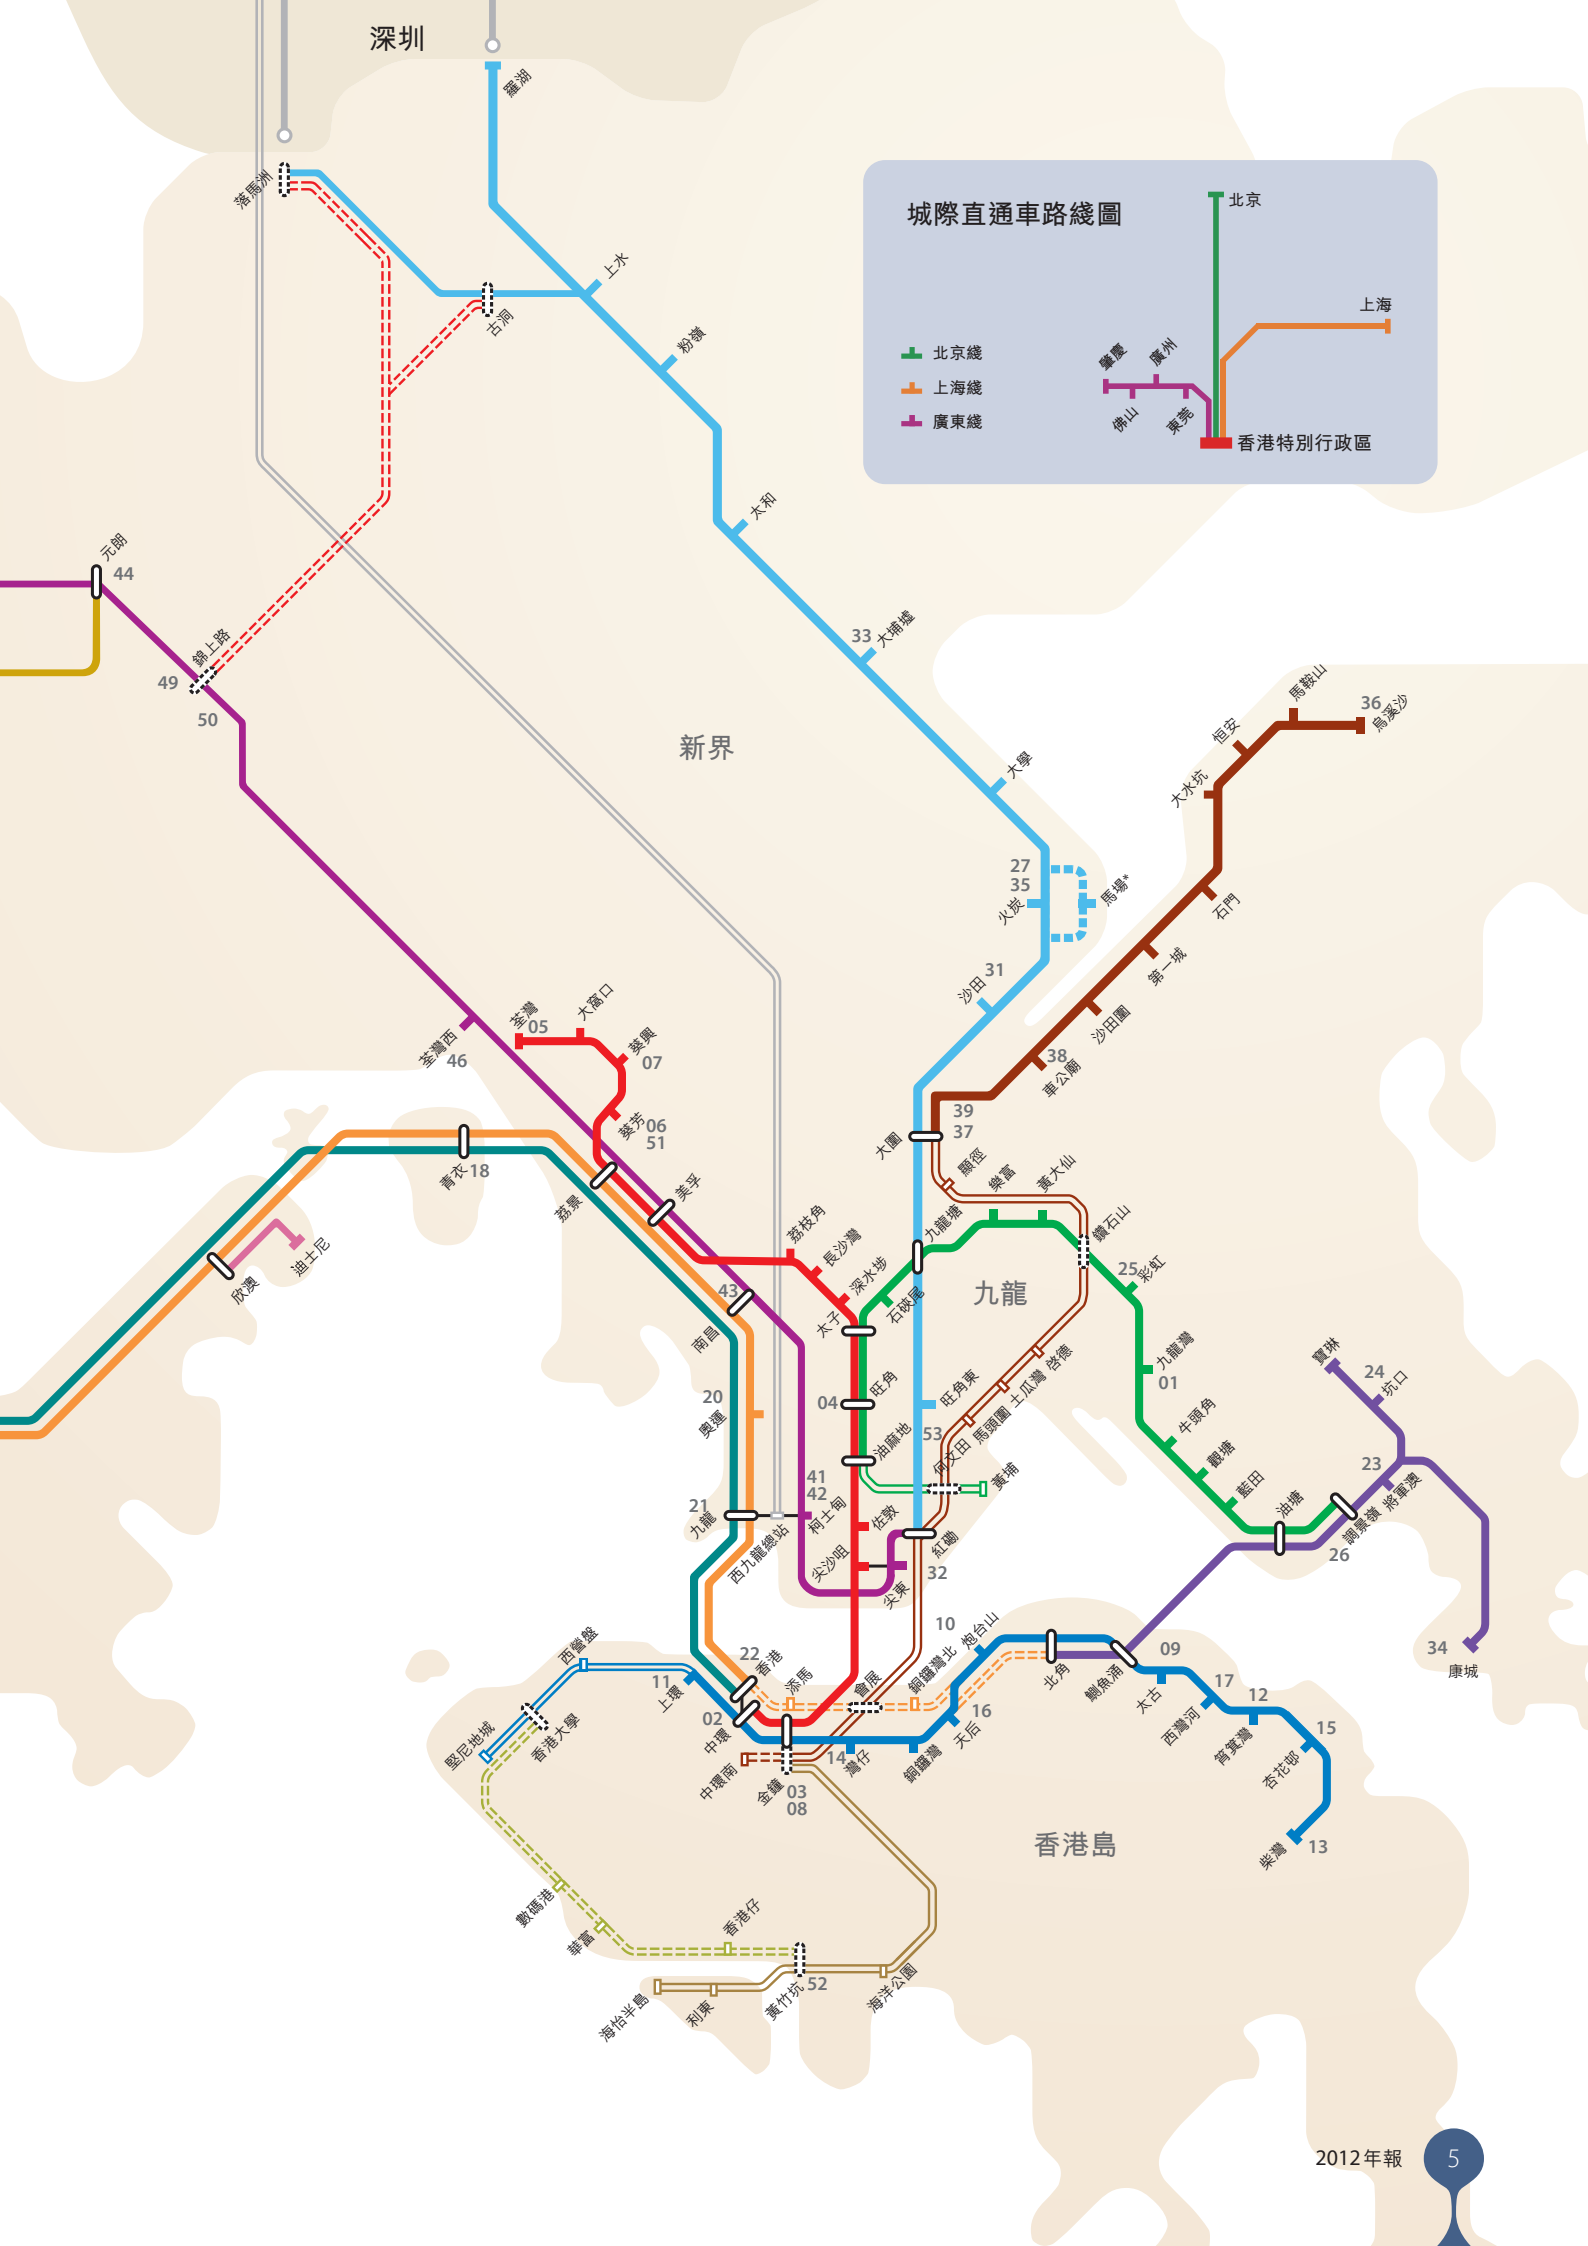 深圳
羅湖
落馬洲
上水
古洞
粉嶺
城際直通車路綫圖
北京
上海
北京綫
上海綫
廣東綫
肇慶
廣州
佛山
東莞
香港特別行政區
太和
元朗
44
33
大埔墟
錦上路
49
50
新界
馬鞍山
36
烏溪沙
恒安
大水坑
大學
27
35
火炭
馬場*
石門
第一城
31
沙田
沙田圍
38
車公廟
荃灣
05
大窩口
葵興
07
荃灣西
46
葵芳
06
51
39
37
大圍
顯徑
青衣
18
荔景
美孚
樂富
黃大仙
鑽石山
九龍塘
荔枝角
長沙灣
深水埗
石硤尾
太子
九龍
25
彩虹
欣澳
迪士尼
43
南昌
20
奧運
04
旺角
旺角東
53
油麻地
啓德
土瓜灣
馬頭圍
何文田
黃埔
九龍灣
01
牛頭角
觀塘
藍田
油塘
寶琳
24
坑口
23
將軍澳
調景嶺
26
41
42
柯士甸
21
九龍
西九龍總站
佐敦
尖沙咀
尖東
紅磡
32
34
康城
10
炮台山
銅鑼灣北
北角
鰂魚涌
09
太古
17
西灣河
12
筲箕灣
15
杏花邨
柴灣
13
22
香港
添馬
會展
西營盤
11
上環
02
中環
16
天后
銅鑼灣
14
灣仔
香港大學
堅尼地城
中環南
金鐘
03
08
香港島
數碼港
華富
香港仔
海怡半島
利東
黃竹坑
52
海洋公園
2012年報
5